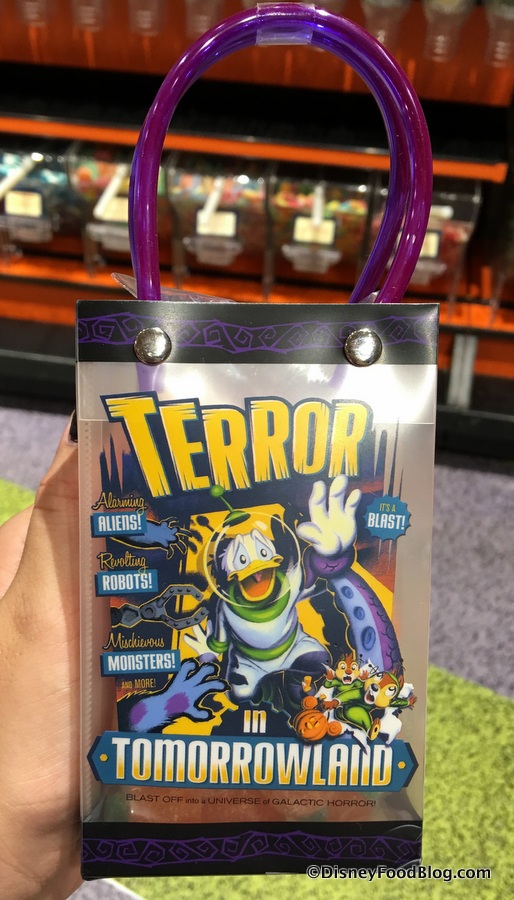 TERROR
Alarming
ALIENS!
IT'S A
BLAST!
Revolting
ROBOTS!
Mischievous
MONSTERS!
AND MORE!
IN
TOMORROWLAND
BLAST OFF into a UNIVERSE of GALACTIC HORROR!
©DisneyFoodBlog.com